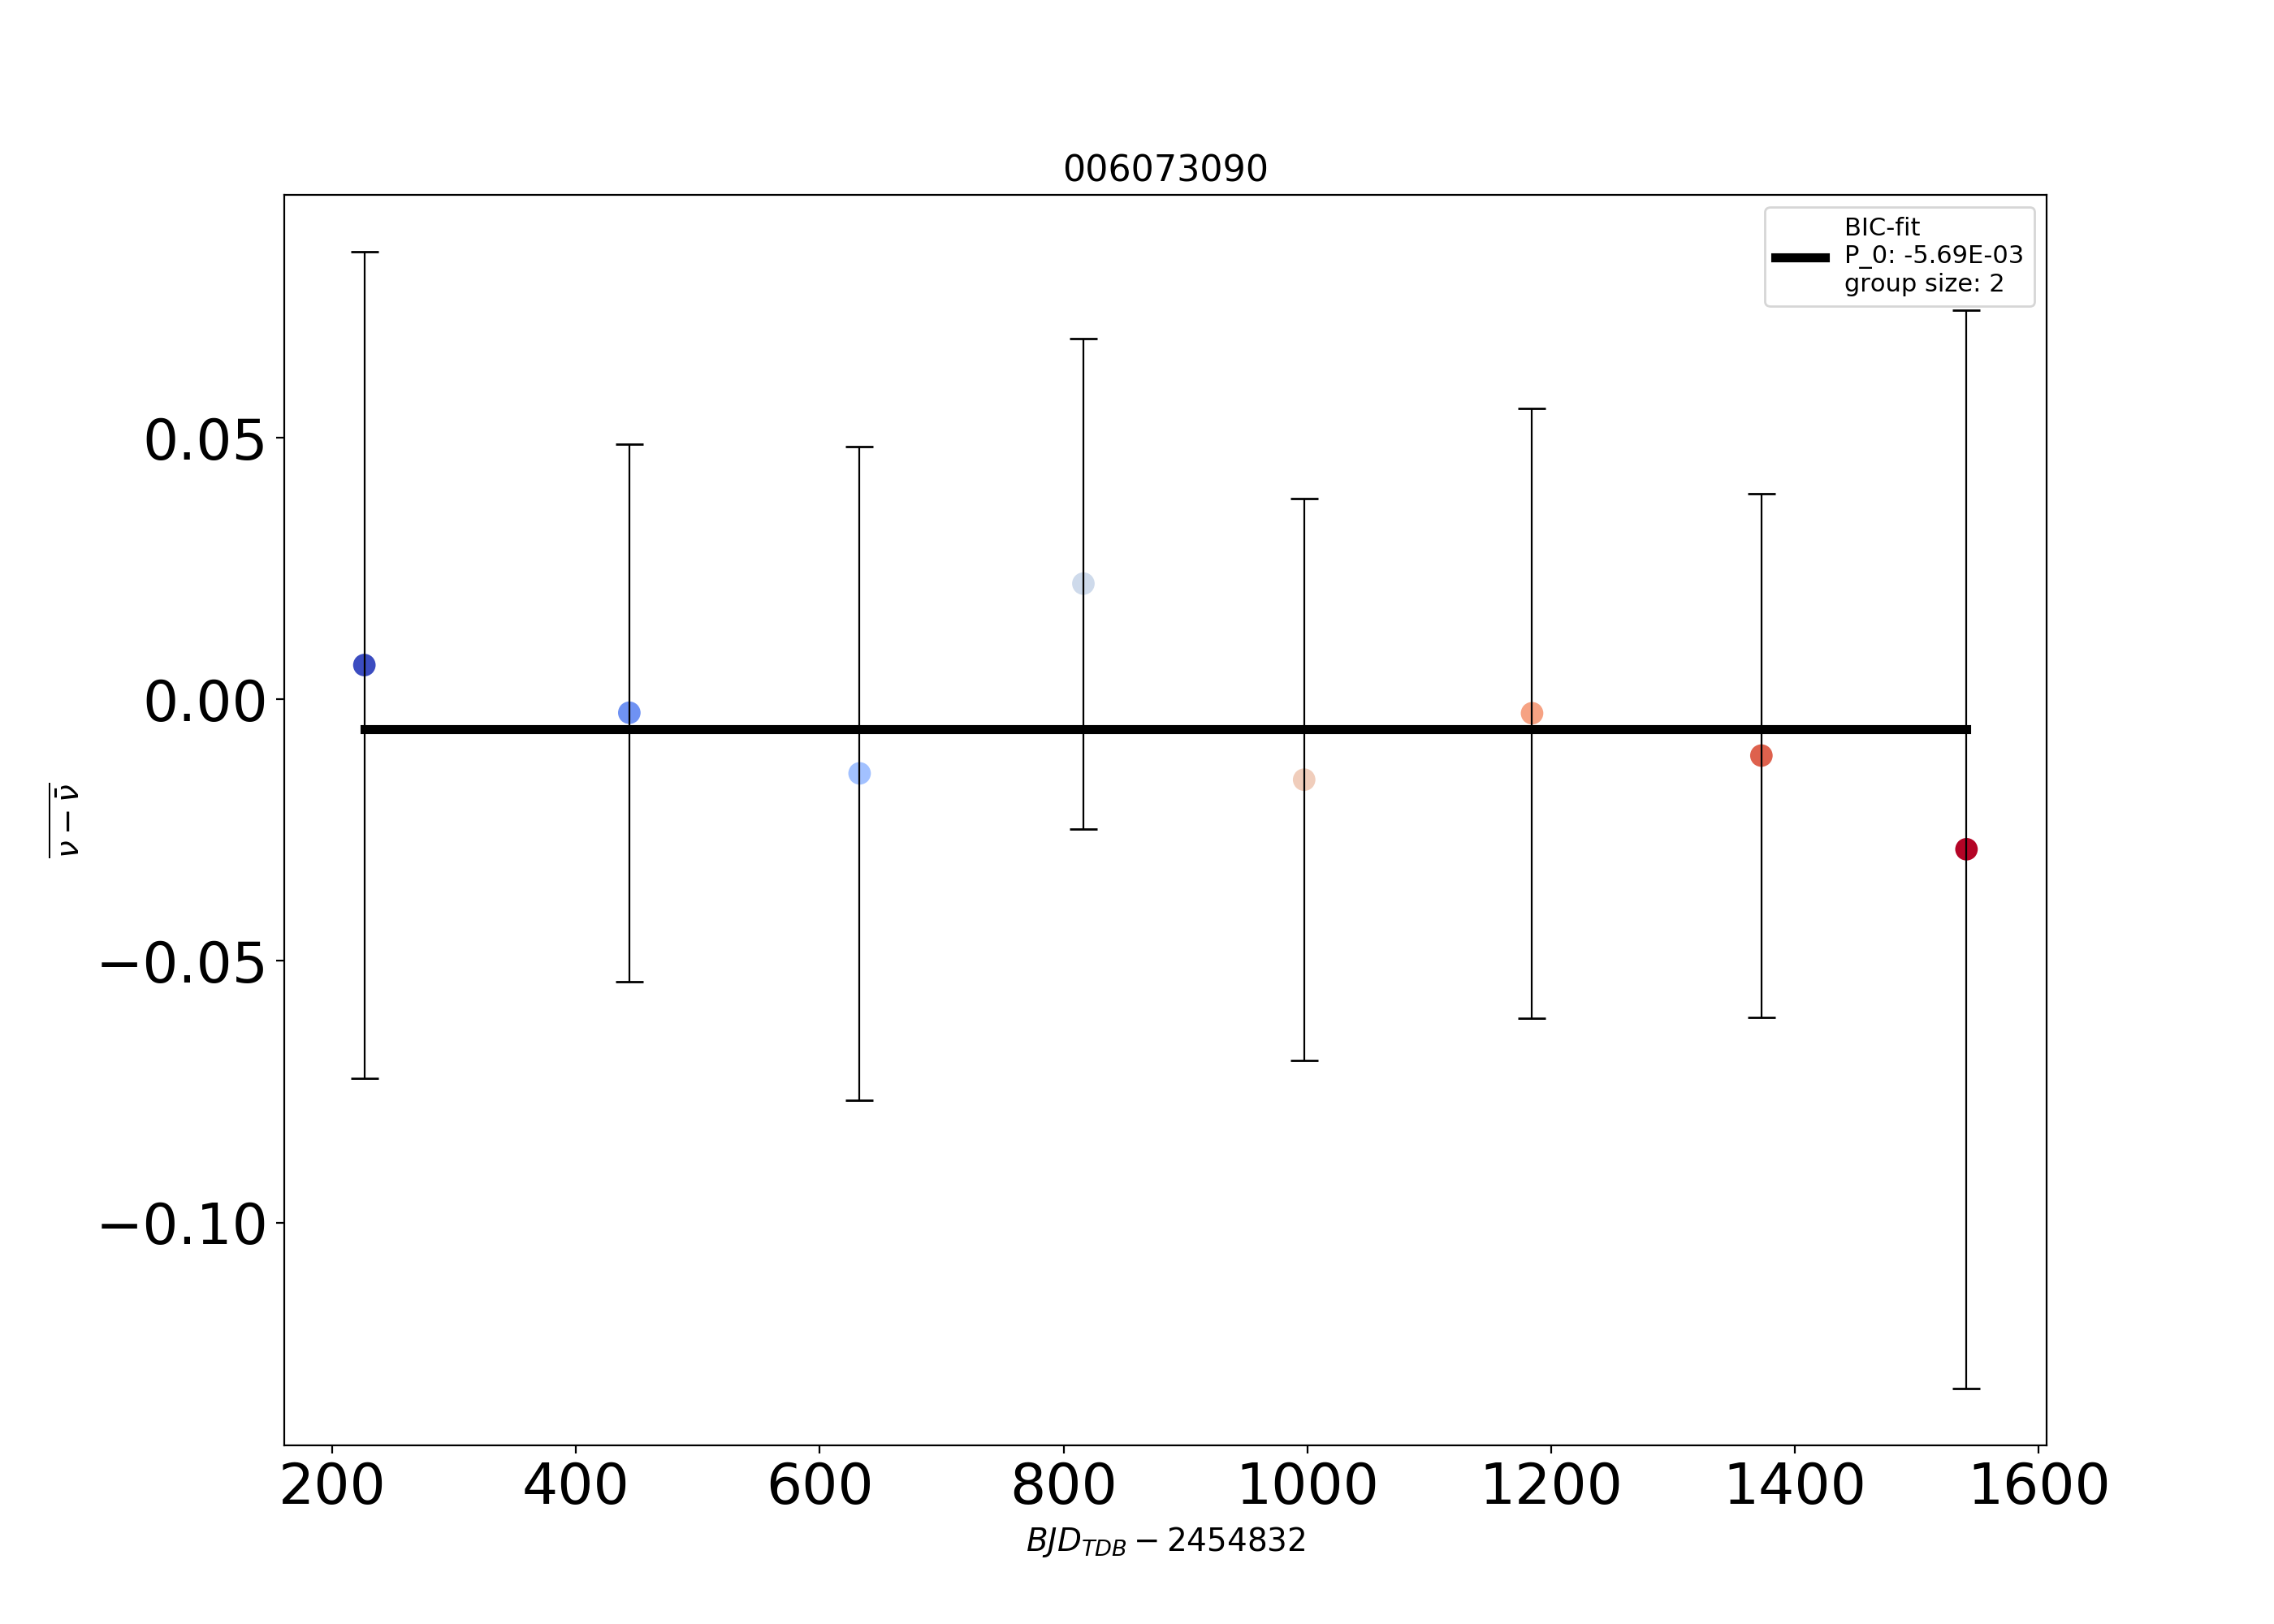 006073090
BIC-fit
P_0: -5.69E-03
group size: 2
0.05
0.00
−0.05
−0.10
ν − ν̄
200 400 600 800 1000 1200 1400 1600
BJD_TDB − 2454832